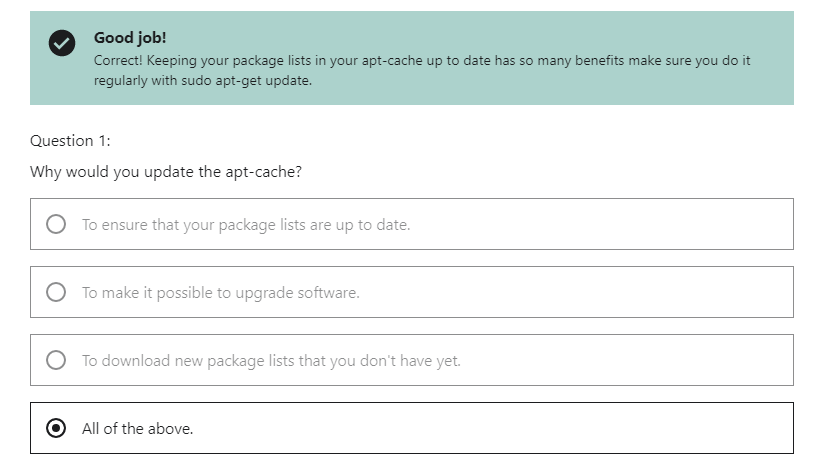 Good job!
Correct! Keeping your package lists in your apt-cache up to date has so many benefits make sure you do it
regularly with sudo apt-get update.
Question 1:
Why would you update the apt-cache?
To ensure that your package lists are up to date.
To make it possible to upgrade software.
To download new package lists that you don't have yet.
All of the above.